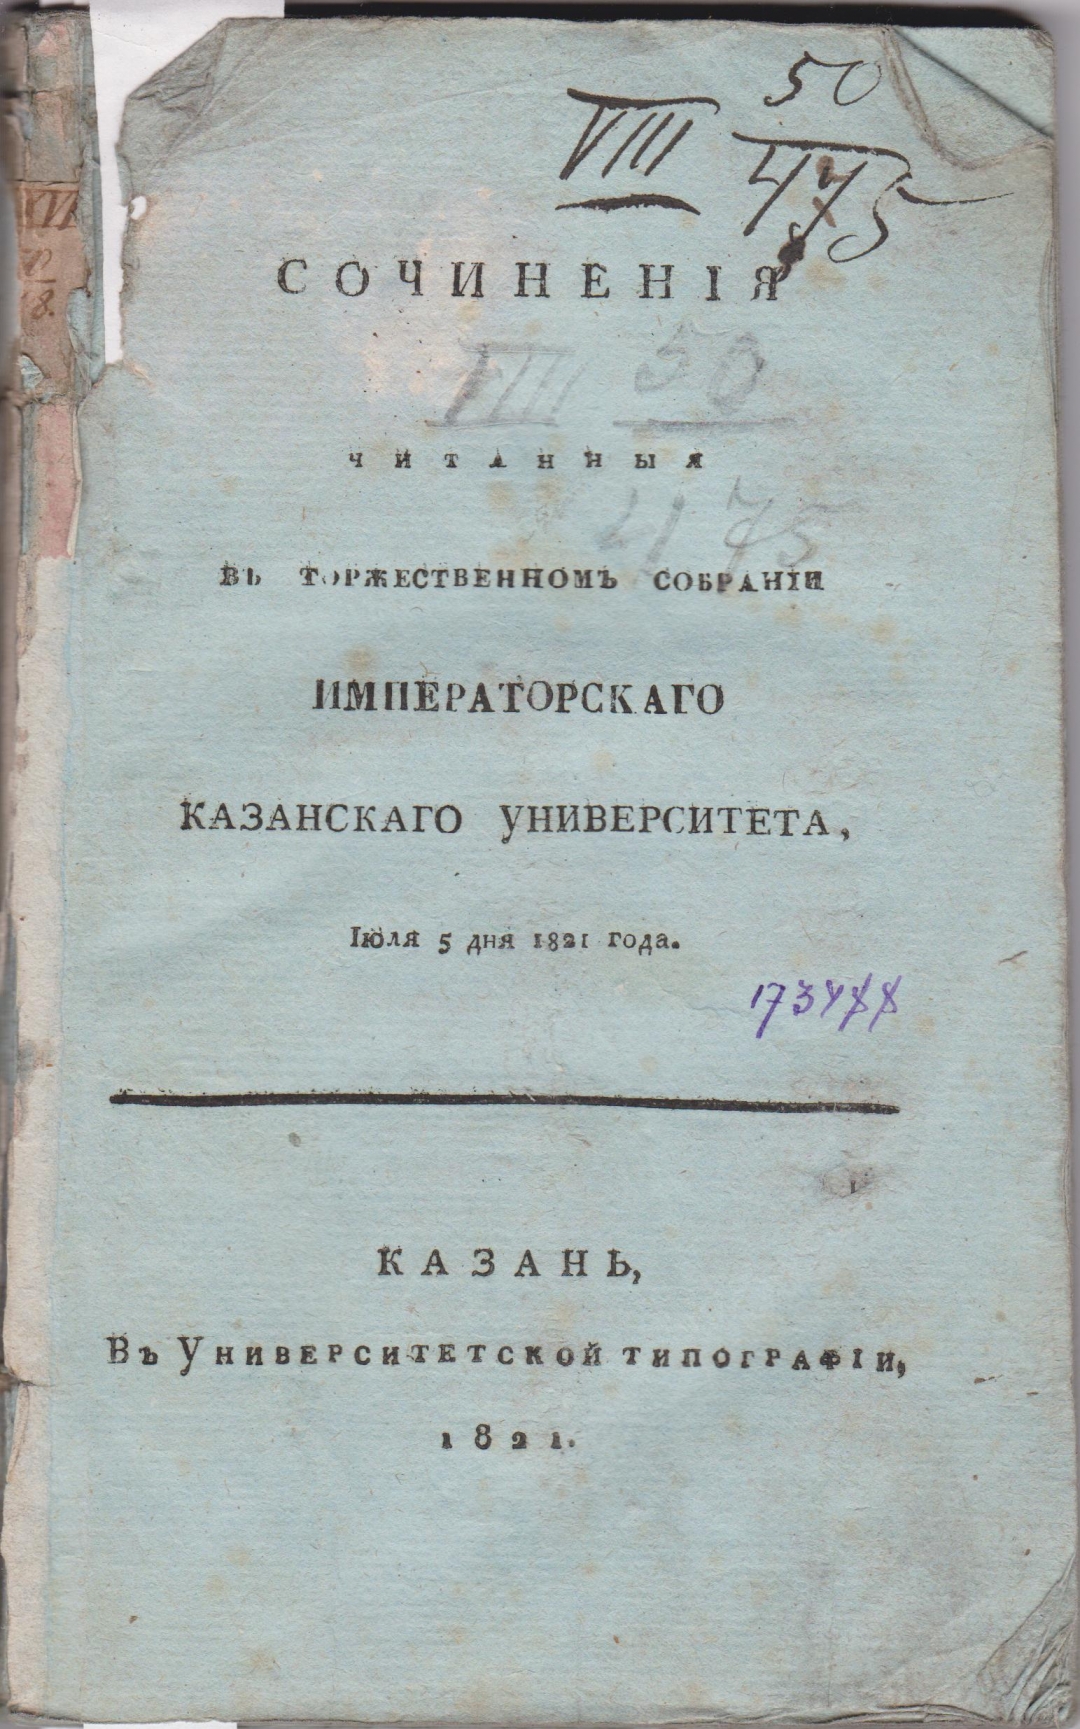 50
VIII 475
СОЧИНЕНІЯ
VIII 50
ЧИТАННЫЯ
475
ВЪ ТОРЖЕСТВЕННОМЪ СОБРАНІИ
ИМПЕРАТОРСКАГО
КАЗАНСКАГО УНИВЕРСИТЕТА,
Іюля 5 дня 1821 года.
КАЗАНЬ,
Въ Университетской типографіи,
1821.